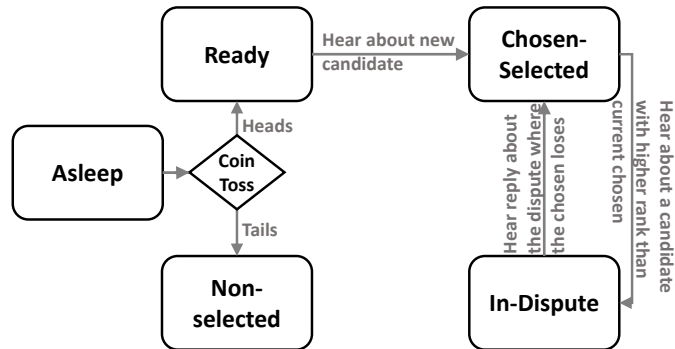 Ready
Hear about new
candidate
Chosen-
Selected
Asleep
Coin
Toss
Heads
Tails
Non-
selected
Hear reply about
the dispute where
the chosen loses
Hear about a candidate
with higher rank than
current chosen
In-Dispute